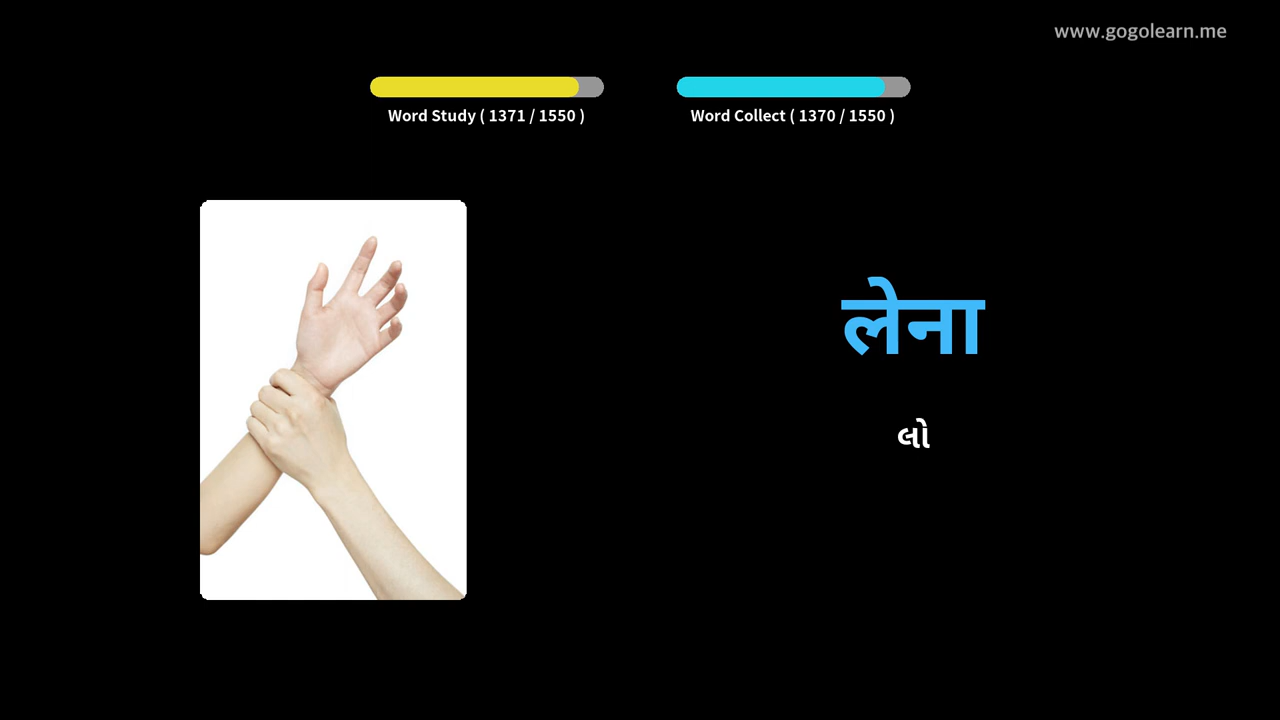 www.gogolearn.me
Word Study ( 1371 / 1550 )
Word Collect ( 1370 / 1550 )
लेना
લો